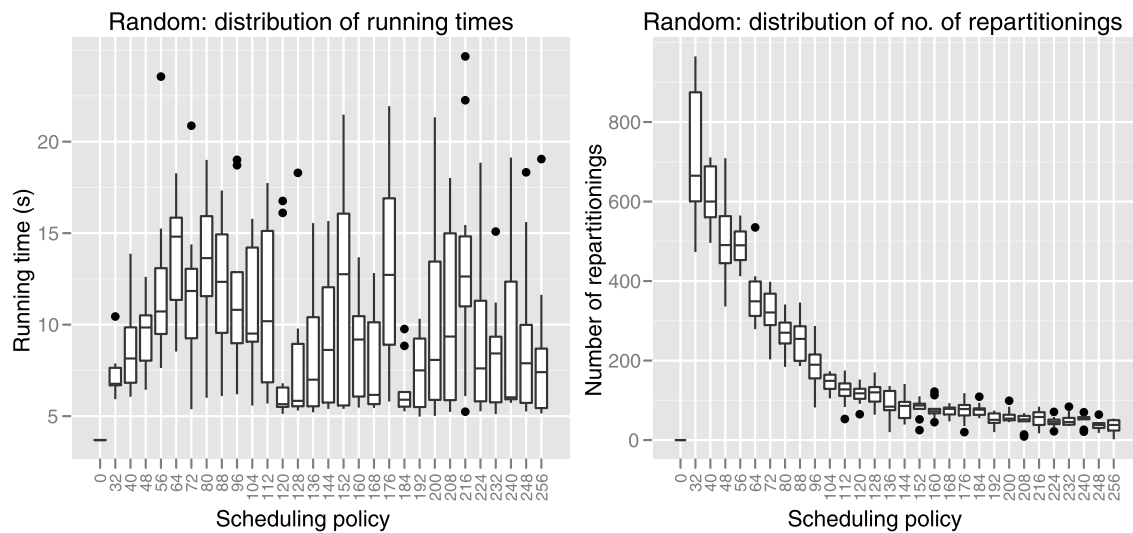 Random: distribution of running times
Running time (s)
20
15
10
5
0 32 40 48 56 64 72 80 88 96 104 112 120 128 136 144 152 160 168 176 184 192 200 208 216 224 232 240 248 256
Scheduling policy
Random: distribution of no. of repartitionings
Number of repartitionings
800
600
400
200
0
0 32 40 48 56 64 72 80 88 96 104 112 120 128 136 144 152 160 168 176 184 192 200 208 216 224 232 240 248 256
Scheduling policy